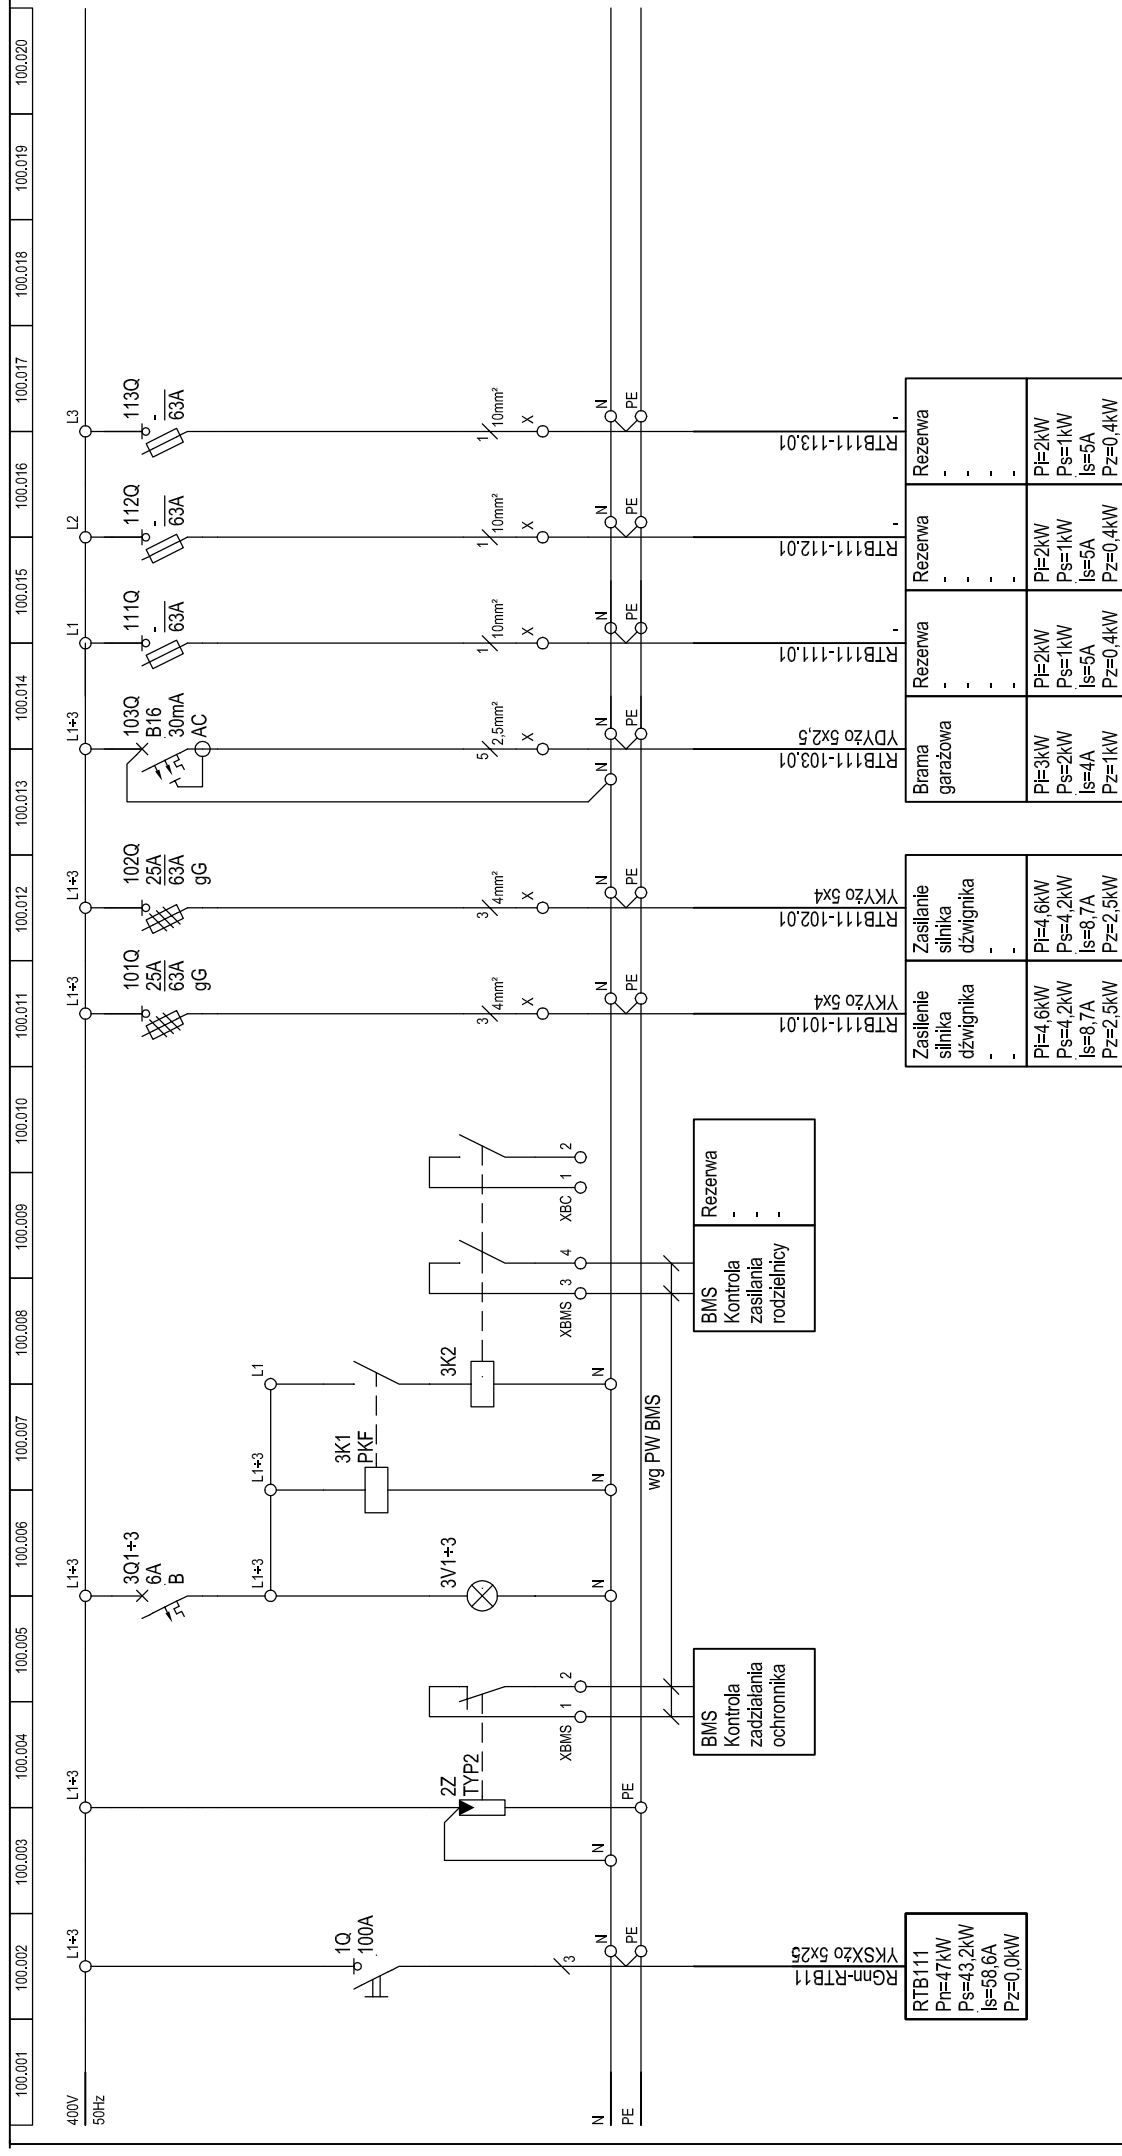 100.001
100.002
100.003
100.004
100.005
100.006
100.007
100.008
100.009
100.010
100.011
100.012
100.013
100.014
100.015
100.016
100.017
100.018
100.019
100.020
400V
50Hz
N
PE
L1÷3
1Q
100A
3
N
PE
RGnn-RTB11
YKSXżo 5x25
RTB111
Pn=47kW
Ps=43,2kW
Is=58,6A
Pz=0,0kW
L1÷3
2Z
TYP2
N
PE
XBMS
1
2
BMS
Kontrola
zadziałania
ochronnika
L1÷3
3Q1÷3
6A
B
L1÷3
3V1÷3
N
L1÷3
3K1
PKF
N
L1
3K2
N
wg PW BMS
XBMS
3
4
BMS
Kontrola
zasilania
rodzielnicy
XBC
1
2
Rezerwa
-
-
-
L1÷3
101Q
25A
63A
gG
3
4mm²
X
N
PE
RTB111-101.01
YKYżo 5x4
Zasilenie
silnika
dźwignika
-
-
Pi=4,6kW
Ps=4,2kW
Is=8,7A
Pz=2,5kW
L1÷3
102Q
25A
63A
gG
3
4mm²
X
N
PE
RTB111-102.01
YKYżo 5x4
Zasilanie
silnika
dźwignika
-
-
Pi=4,6kW
Ps=4,2kW
Is=8,7A
Pz=2,5kW
L1÷3
103Q
B16
30mA
AC
5
2,5mm²
X
N
N
PE
RTB111-103.01
YDYżo 5x2,5
Brama
garażowa
Pi=3kW
Ps=2kW
Is=4A
Pz=1kW
L1
111Q
-
63A
1
10mm²
X
N
PE
RTB111-111.01
-
Rezerwa
-
-
-
-
Pi=2kW
Ps=1kW
Is=5A
Pz=0,4kW
L2
112Q
-
63A
1
10mm²
X
N
PE
RTB111-112.01
-
Rezerwa
-
-
-
-
Pi=2kW
Ps=1kW
Is=5A
Pz=0,4kW
L3
113Q
-
63A
1
10mm²
X
N
PE
RTB111-113.01
-
Rezerwa
-
-
-
-
Pi=2kW
Ps=1kW
Is=5A
Pz=0,4kW